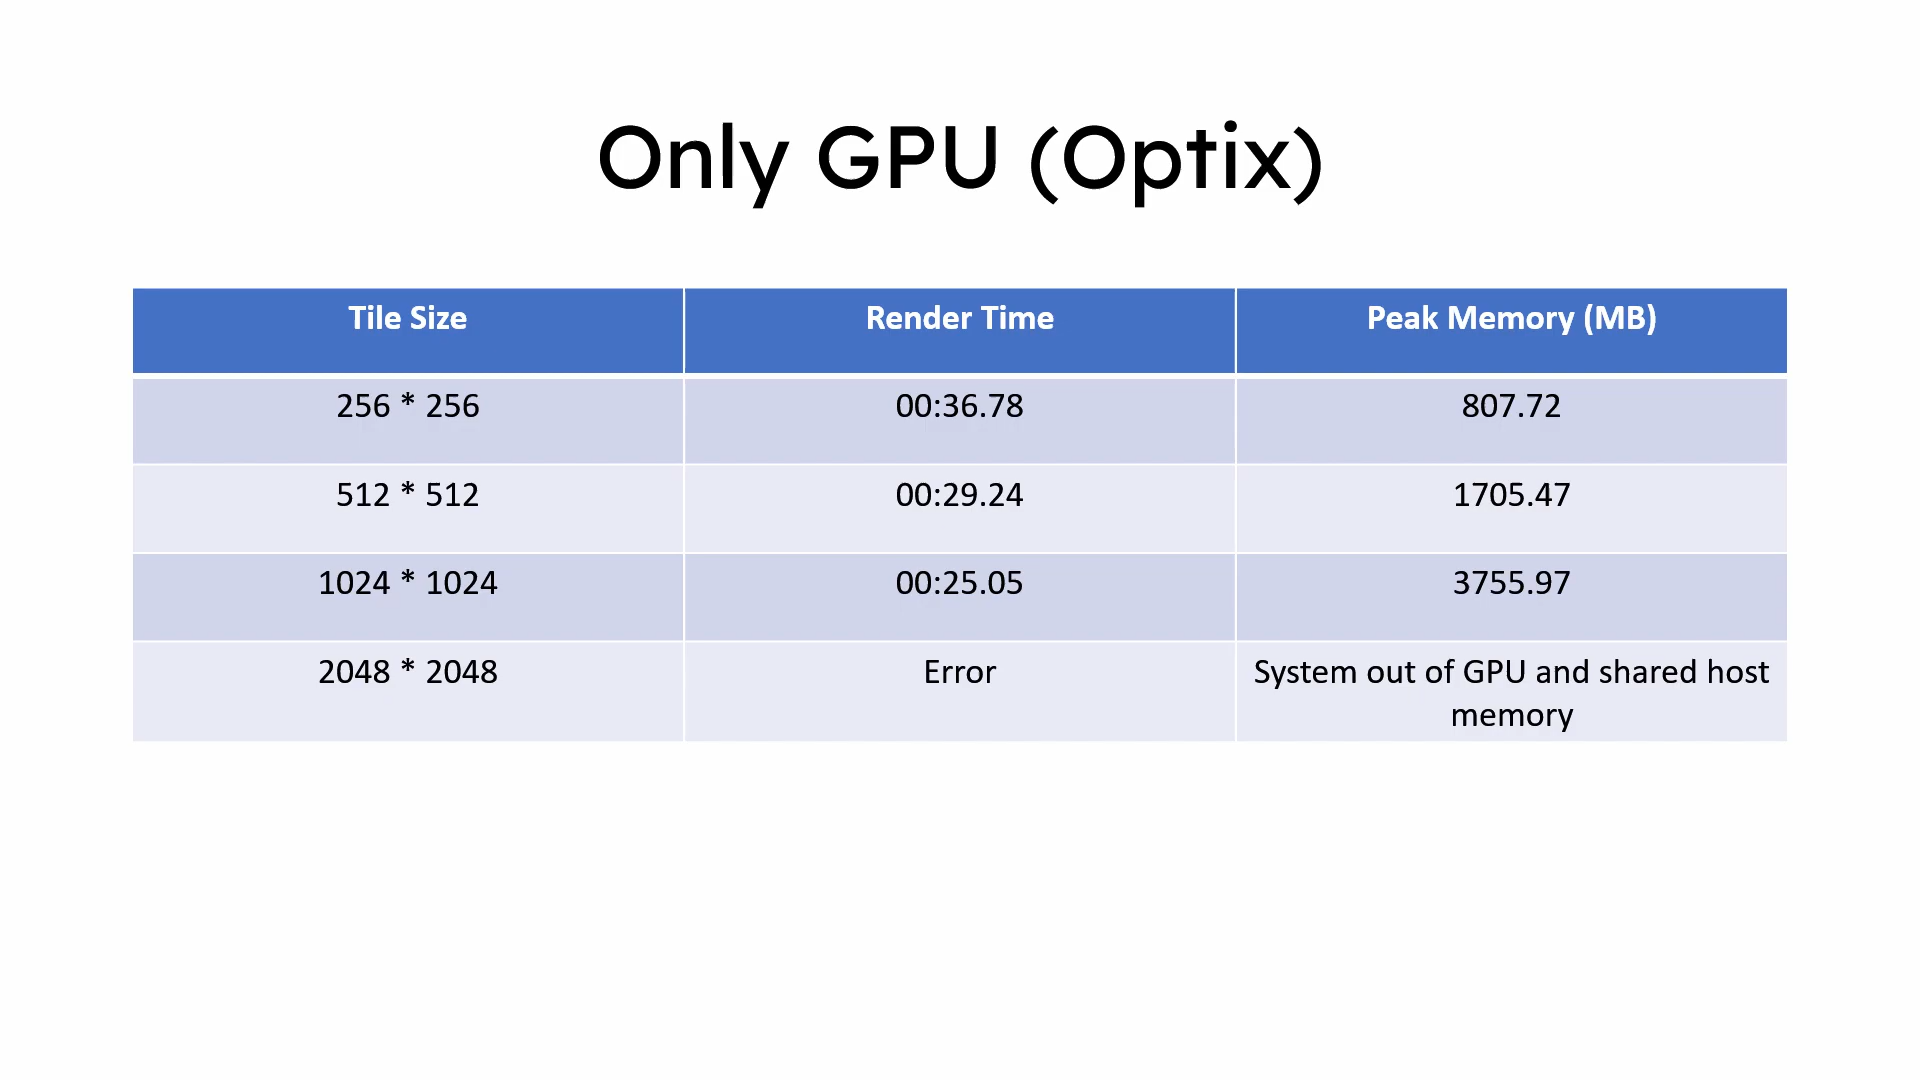 Only GPU (Optix)
Tile Size Render Time Peak Memory (MB)
256 * 256 00:36.78 807.72
512 * 512 00:29.24 1705.47
1024 * 1024 00:25.05 3755.97
2048 * 2048 Error System out of GPU and shared host
memory